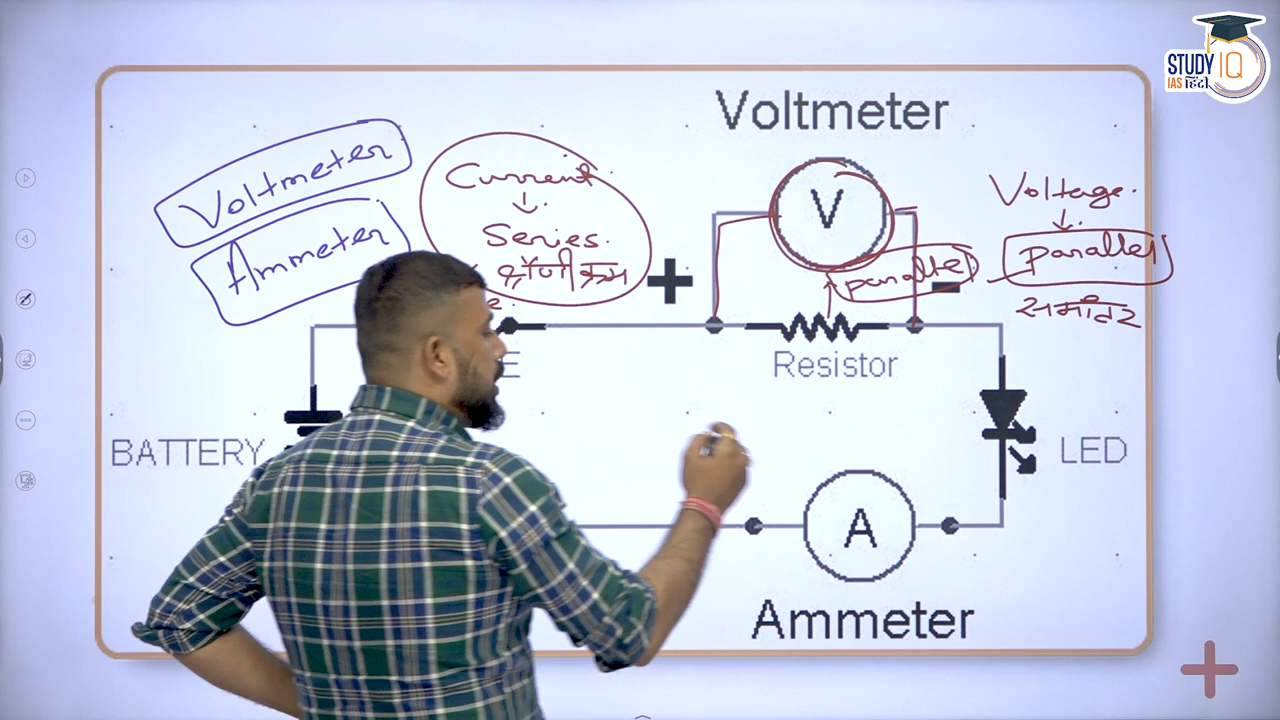 STUDY IQ
IAS हिंदी
Voltmeter
Voltmeter
Ammeter
Current
Series
श्रेणी क्रम
V
Voltage.
parallel
समांतर
parallel
+
-
E
Resistor
BATTERY
LED
A
Ammeter